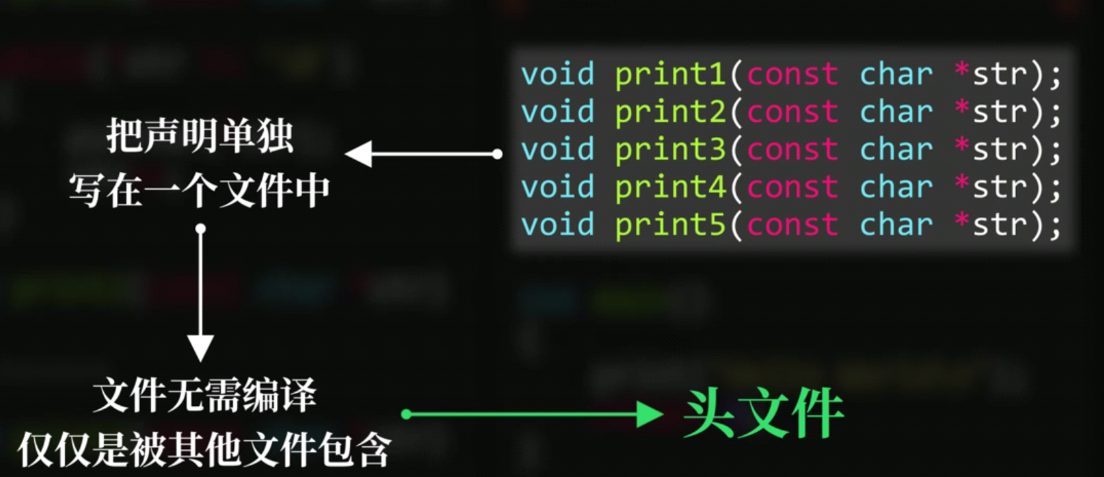 void print1(const char *str);
void print2(const char *str);
void print3(const char *str);
void print4(const char *str);
void print5(const char *str);
把声明单独
写在一个文件中
文件无需编译
仅仅是被其他文件包含
头文件